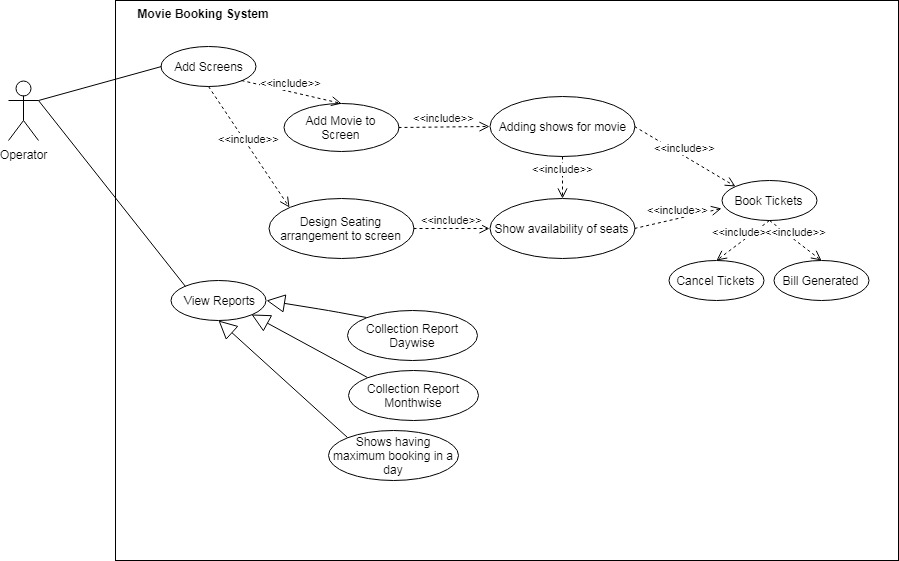 Movie Booking System
Add Screens
<<include>>
Add Movie to
Screen
<<include>>
Adding shows for movie
<<include>>
Operator
<<include>>
<<include>>
Book Tickets
Design Seating
arrangement to screen
<<include>>
Show availability of seats
<<include>>
<<include>>
<<include>>
Cancel Tickets
Bill Generated
View Reports
Collection Report
Daywise
Collection Report
Monthwise
Shows having
maximum booking in a
day